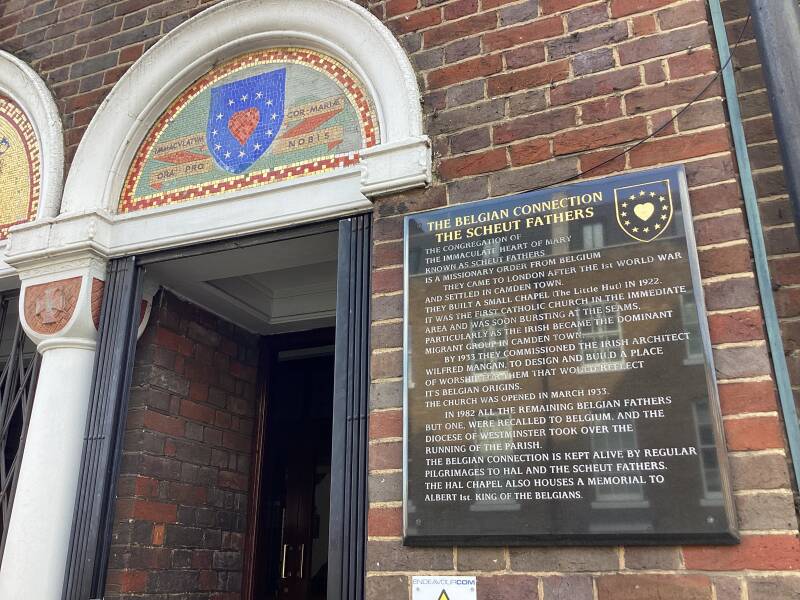 IMMACULATUM
COR·MARIÆ
ORA PRO
NOBIS
THE BELGIAN CONNECTION
THE SCHEUT FATHERS
THE CONGREGATION OF
THE IMMACULATE HEART OF MARY
KNOWN AS SCHEUT FATHERS
IS A MISSIONARY ORDER FROM BELGIUM
THEY CAME TO LONDON AFTER THE 1st WORLD WAR
AND SETTLED IN CAMDEN TOWN.
THEY BUILT A SMALL CHAPEL (The Little Hut) IN 1922.
IT WAS THE FIRST CATHOLIC CHURCH IN THE IMMEDIATE
AREA AND WAS SOON BURSTING AT THE SEAMS,
PARTICULARLY AS THE IRISH BECAME THE DOMINANT
MIGRANT GROUP IN CAMDEN TOWN.
BY 1933 THEY COMMISSIONED THE IRISH ARCHITECT
WILFRED MANGAN, TO DESIGN AND BUILD A PLACE
OF WORSHIP FOR THEM THAT WOULD REFLECT
IT'S BELGIAN ORIGINS.
THE CHURCH WAS OPENED IN MARCH 1933.
IN 1982 ALL THE REMAINING BELGIAN FATHERS
BUT ONE, WERE RECALLED TO BELGIUM, AND THE
DIOCESE OF WESTMINSTER TOOK OVER THE
RUNNING OF THE PARISH.
THE BELGIAN CONNECTION IS KEPT ALIVE BY REGULAR
PILGRIMAGES TO HAL AND THE SCHEUT FATHERS.
THE HAL CHAPEL ALSO HOUSES A MEMORIAL TO
ALBERT 1st. KING OF THE BELGIANS.
ENDEAVOURCOM